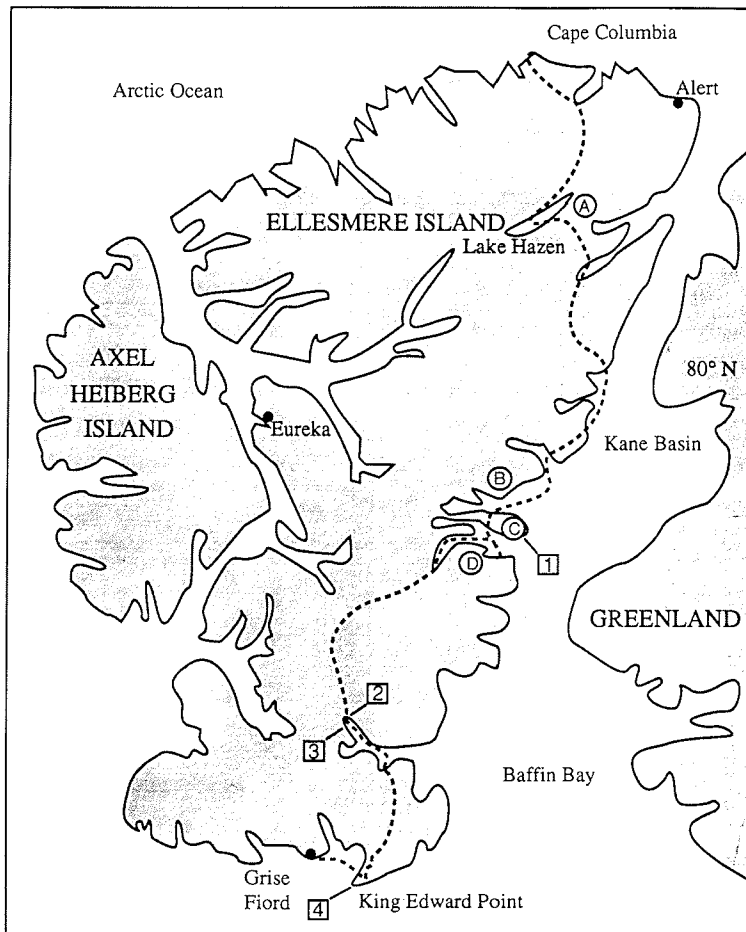 Cape Columbia
Arctic Ocean
Alert
A
ELLESMERE ISLAND
Lake Hazen
AXEL
HEIBERG
ISLAND
80° N
Eureka
Kane Basin
B
C
D
1
GREENLAND
2
3
Baffin Bay
Grise
Fiord
4
King Edward Point